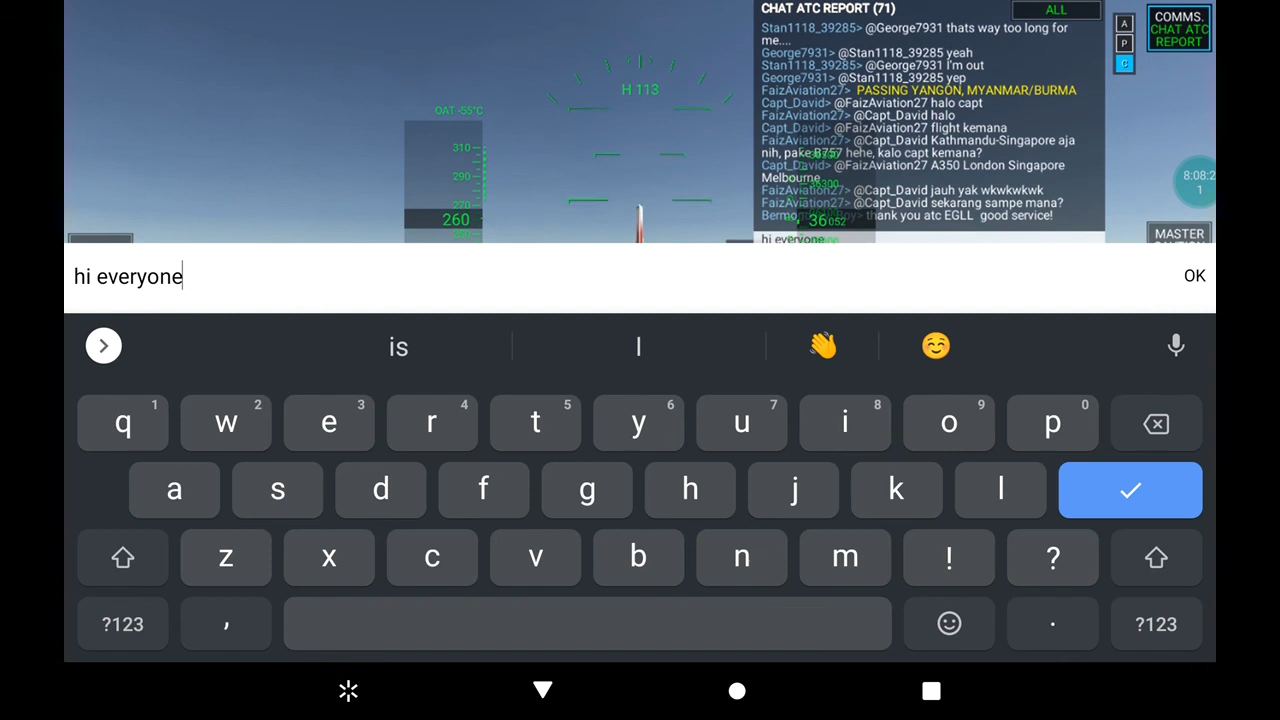 CHAT ATC REPORT (71)
ALL
Stan1118_39285> @George7931 thats way too long for
me....
George7931> @Stan1118_39285 yeah
Stan1118_39285> @George7931 I'm out
George7931> @Stan1118_39285 yep
FaizAviation27> PASSING YANGON, MYANMAR/BURMA
Capt_David> @FaizAviation27 halo capt
FaizAviation27> @Capt_David halo
Capt_David> @FaizAviation27 flight kemana
FaizAviation27> @Capt_David Kathmandu-Singapore aja
nih, pake B757 hehe, kalo capt kemana?
Capt_David> @FaizAviation27 A350 London Singapore
Melbourne
FaizAviation27> @Capt_David jauh yak wkwkwkwk
FaizAviation27> @Capt_David sekarang sampe mana?
thank you atc EGLL good service!
hi everyone
A
P
C
COMMS.
CHAT ATC
REPORT
8:08:2
1
MASTER
H 113
OAT -55°C
310
290
270
260
36300
36052
hi everyone
OK
is
I
q 1 w 2 e 3 r 4 t 5 y 6 u 7 i 8 o 9 p 0
a s d f g h j k l
z x c v b n m ! ?
?123 , . ?123